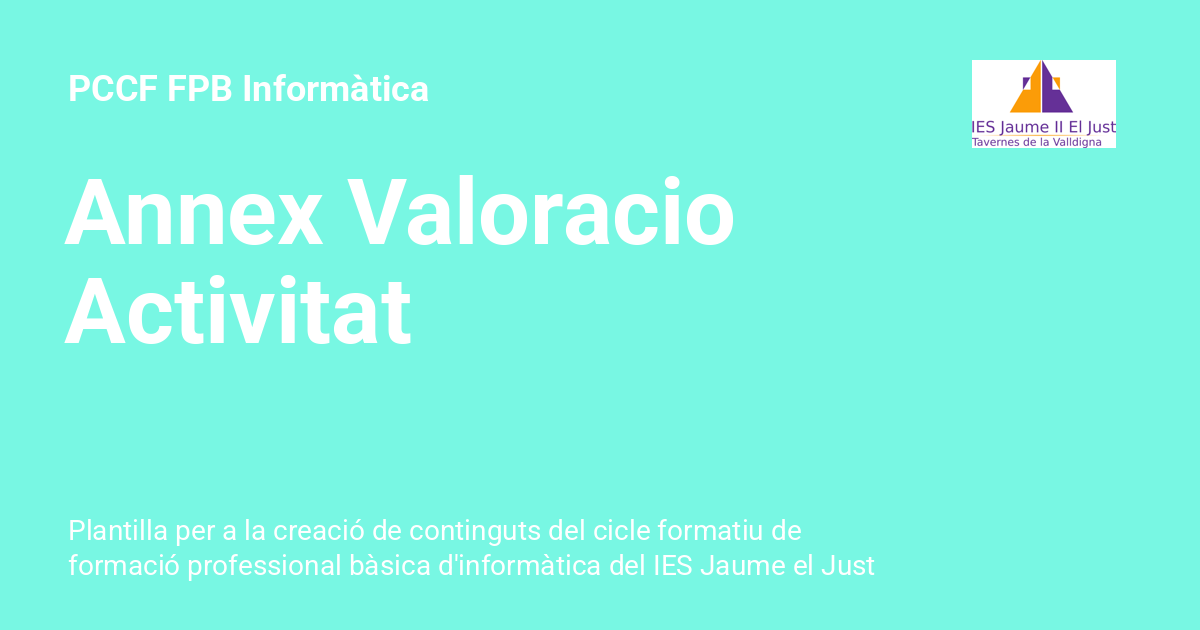 PCCF FPB Informàtica
IES Jaume II El Just
Tavernes de la Valldigna
Annex Valoracio
Activitat
Plantilla per a la creació de continguts del cicle formatiu de
formació professional bàsica d'informàtica del IES Jaume el Just